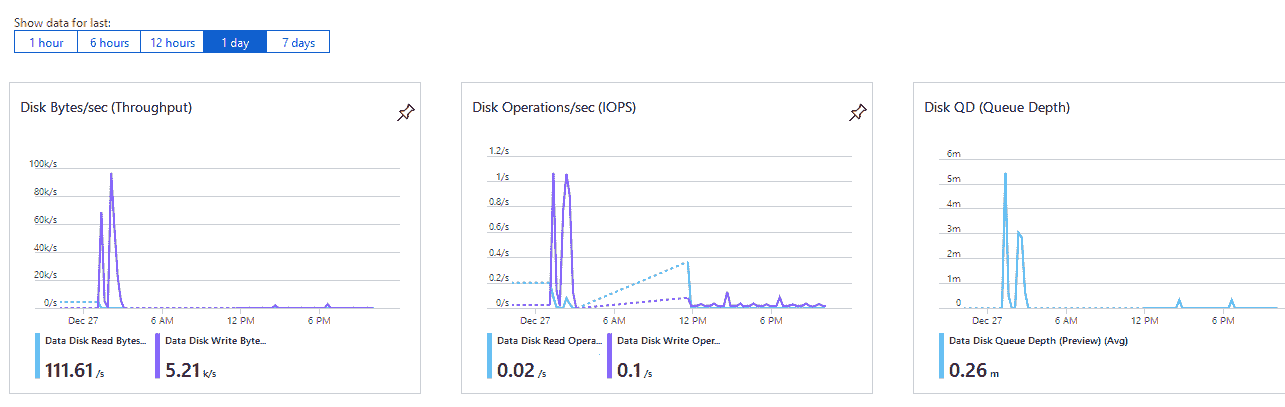 Show data for last:
1 hour 6 hours 12 hours 1 day 7 days
Disk Bytes/sec (Throughput)
100k/s
80k/s
60k/s
40k/s
20k/s
0/s
Dec 27 6 AM 12 PM 6 PM
Data Disk Read Bytes... Data Disk Write Byte...
111.61 /s 5.21 k/s
Disk Operations/sec (IOPS)
1.2/s
1/s
0.8/s
0.6/s
0.4/s
0.2/s
0/s
Dec 27 6 AM 12 PM 6 PM
Data Disk Read Opera... Data Disk Write Oper...
0.02 /s 0.1 /s
Disk QD (Queue Depth)
6m
5m
4m
3m
2m
1m
0
Dec 27 6 AM 12 PM 6 PM
Data Disk Queue Depth (Preview) (Avg)
0.26 m